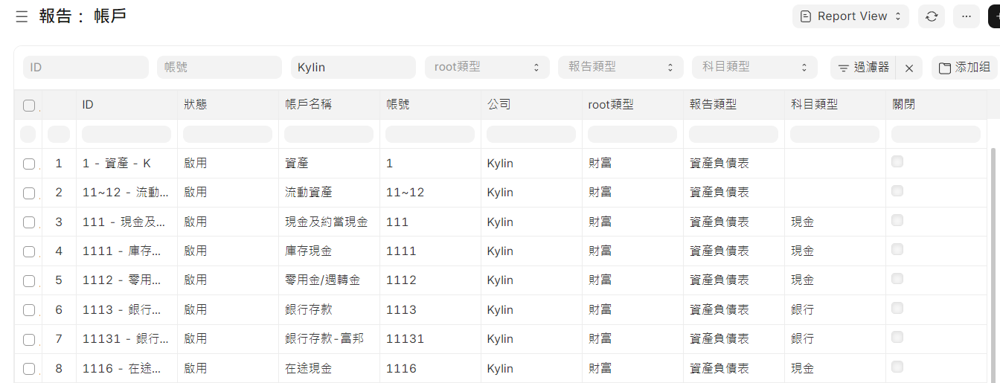 報告： 帳戶
Report View
ID 帳號 Kylin root類型 報告類型 科目類型 過濾器 添加组
ID 狀態 帳戶名稱 帳號 公司 root類型 報告類型 科目類型 關閉
1 1 - 資產 - K 啟用 資產 1 Kylin 財富 資產負債表
2 11~12 - 流動... 啟用 流動資產 11~12 Kylin 財富 資產負債表
3 111 - 現金及... 啟用 現金及約當現金 111 Kylin 財富 資產負債表 現金
4 1111 - 庫存... 啟用 庫存現金 1111 Kylin 財富 資產負債表 現金
5 1112 - 零用... 啟用 零用金/週轉金 1112 Kylin 財富 資產負債表 現金
6 1113 - 銀行... 啟用 銀行存款 1113 Kylin 財富 資產負債表 銀行
7 11131 - 銀行... 啟用 銀行存款-富邦 11131 Kylin 財富 資產負債表 銀行
8 1116 - 在途... 啟用 在途現金 1116 Kylin 財富 資產負債表 現金